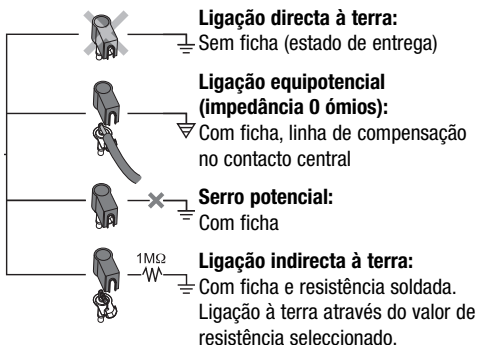 Ligação directa à terra:
Sem ficha (estado de entrega)
Ligação equipotencial
(impedância 0 ómios):
Com ficha, linha de compensação
no contacto central
Serro potencial:
Com ficha
1MΩ
Ligação indirecta à terra:
Com ficha e resistência soldada.
Ligação à terra através do valor de
resistência seleccionado.